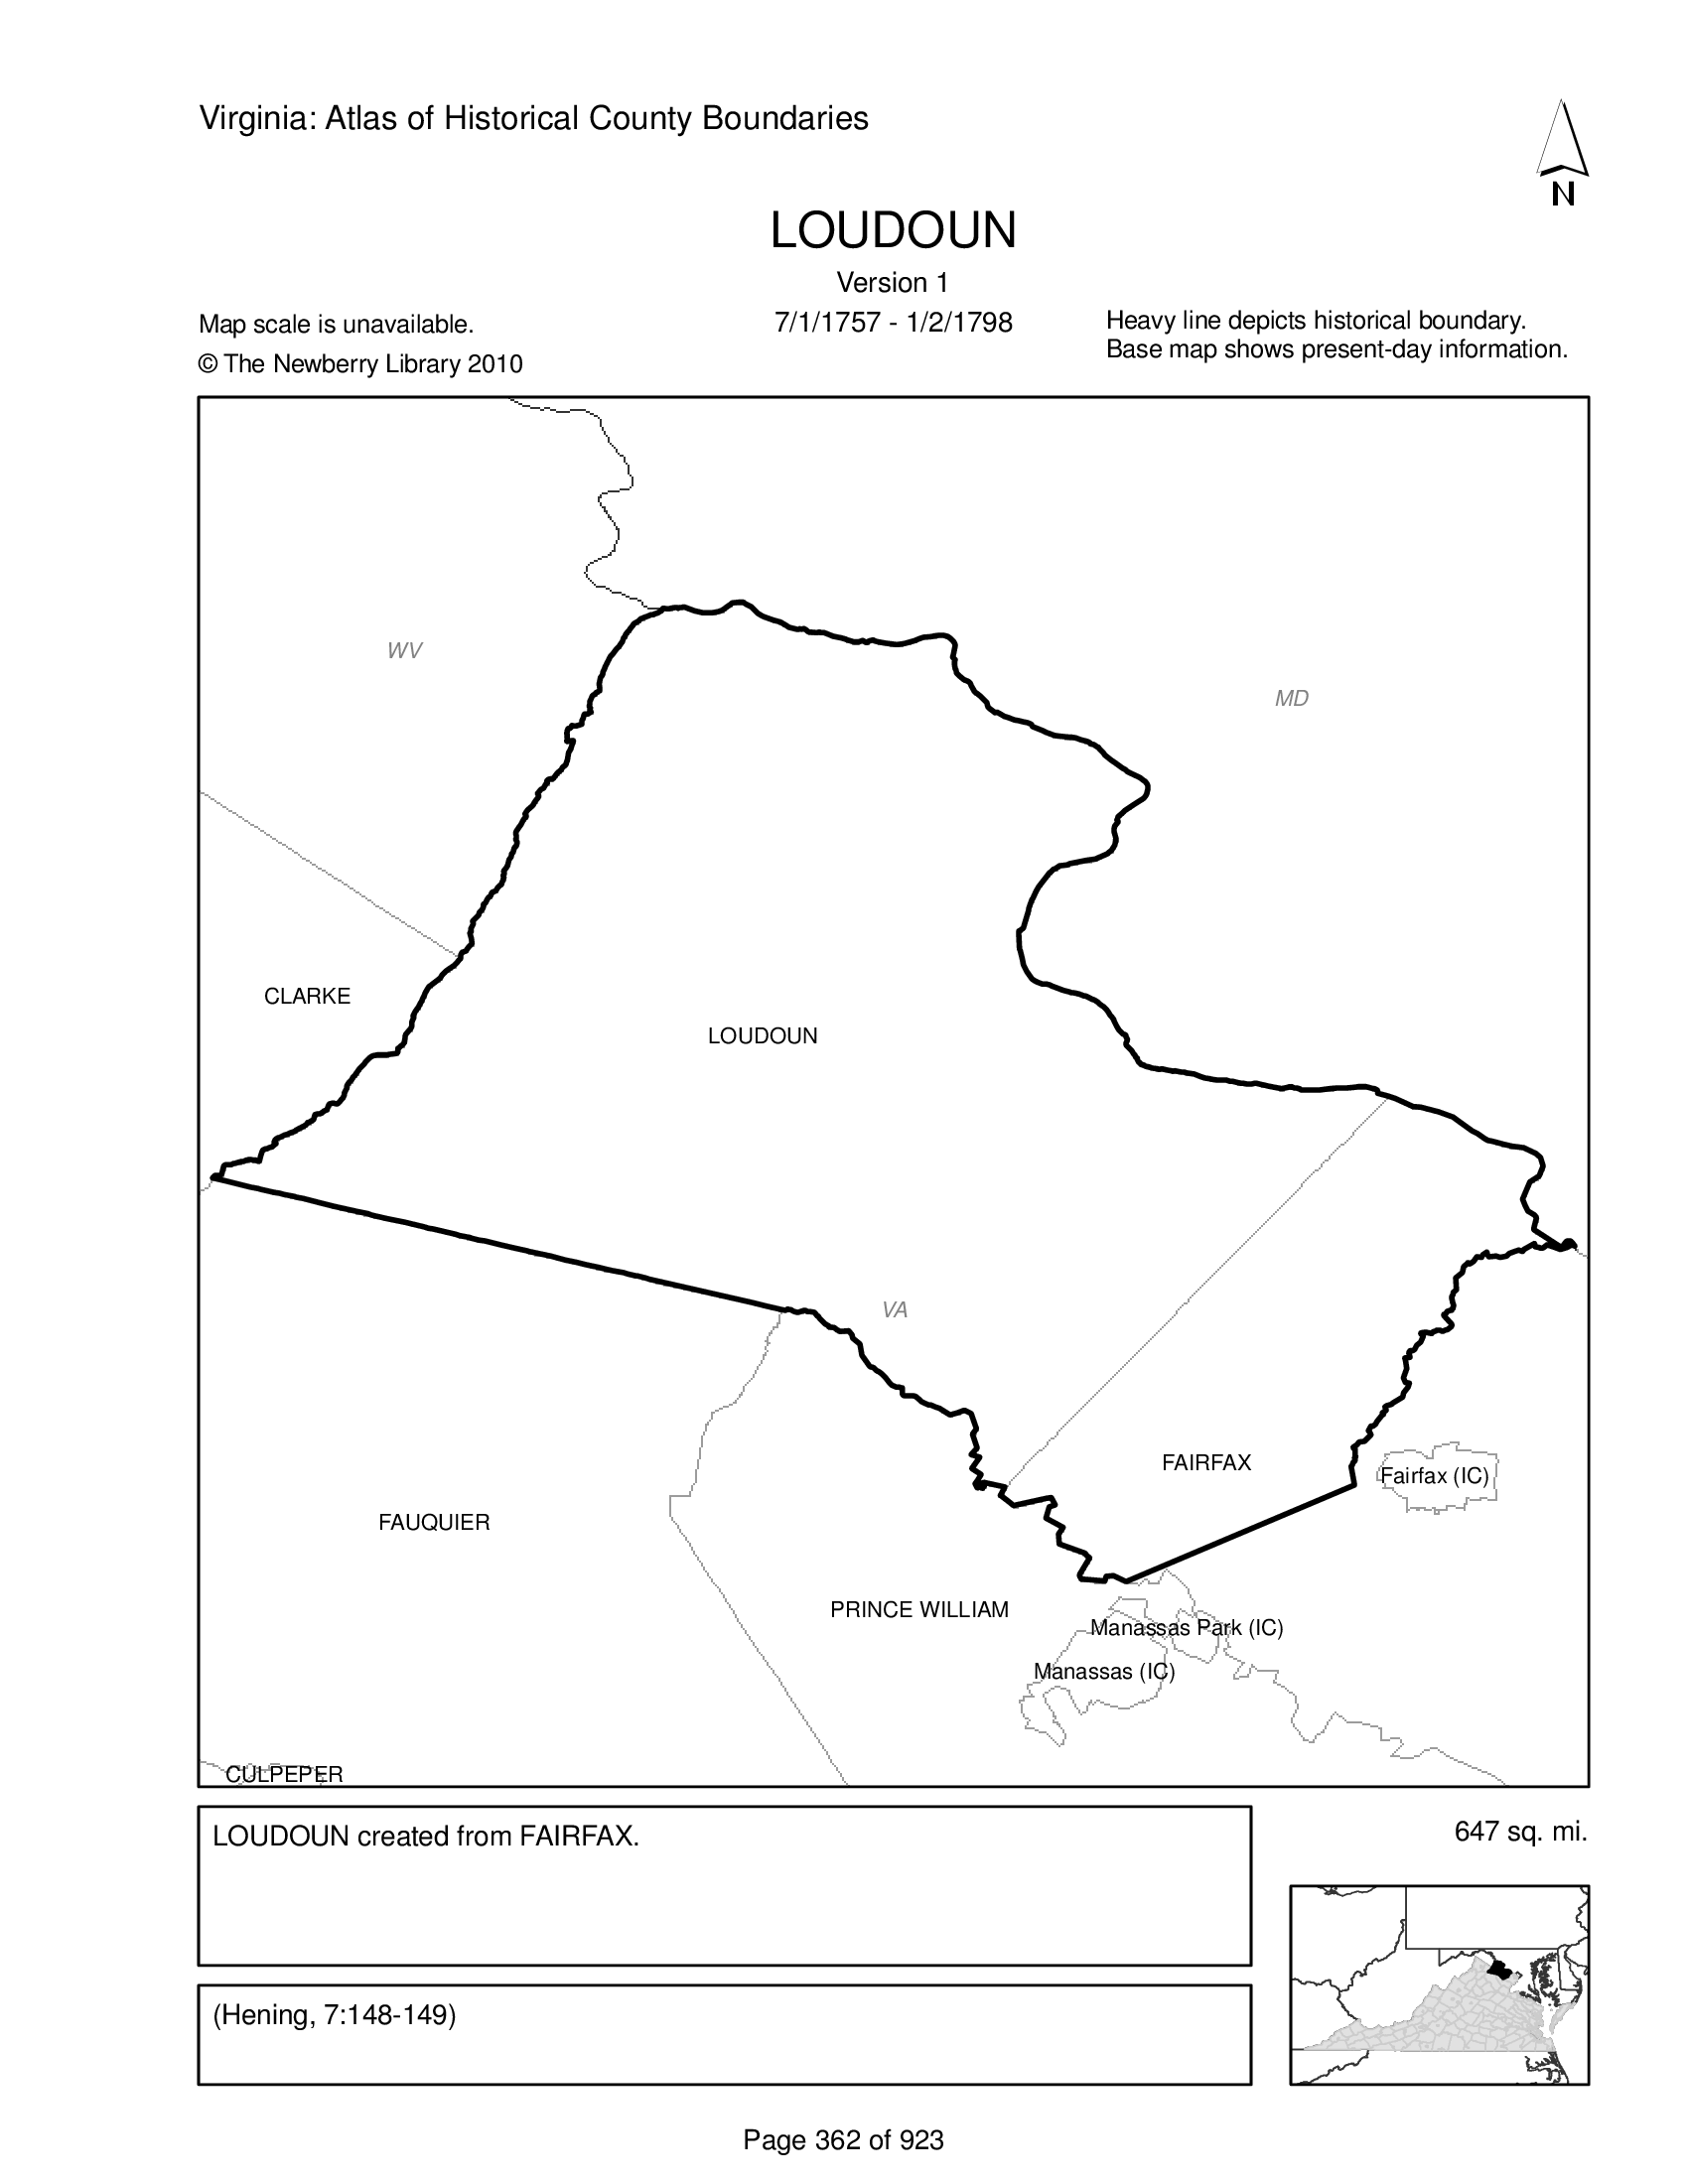 Virginia: Atlas of Historical County Boundaries
N
LOUDOUN
Version 1
7/1/1757 - 1/2/1798
Map scale is unavailable.
© The Newberry Library 2010
Heavy line depicts historical boundary.
Base map shows present-day information.
WV
MD
CLARKE
LOUDOUN
VA
FAIRFAX
Fairfax (IC)
FAUQUIER
PRINCE WILLIAM
Manassas Park (IC)
Manassas (IC)
CULPEPER
LOUDOUN created from FAIRFAX.
647 sq. mi.
(Hening, 7:148-149)
Page 362 of 923